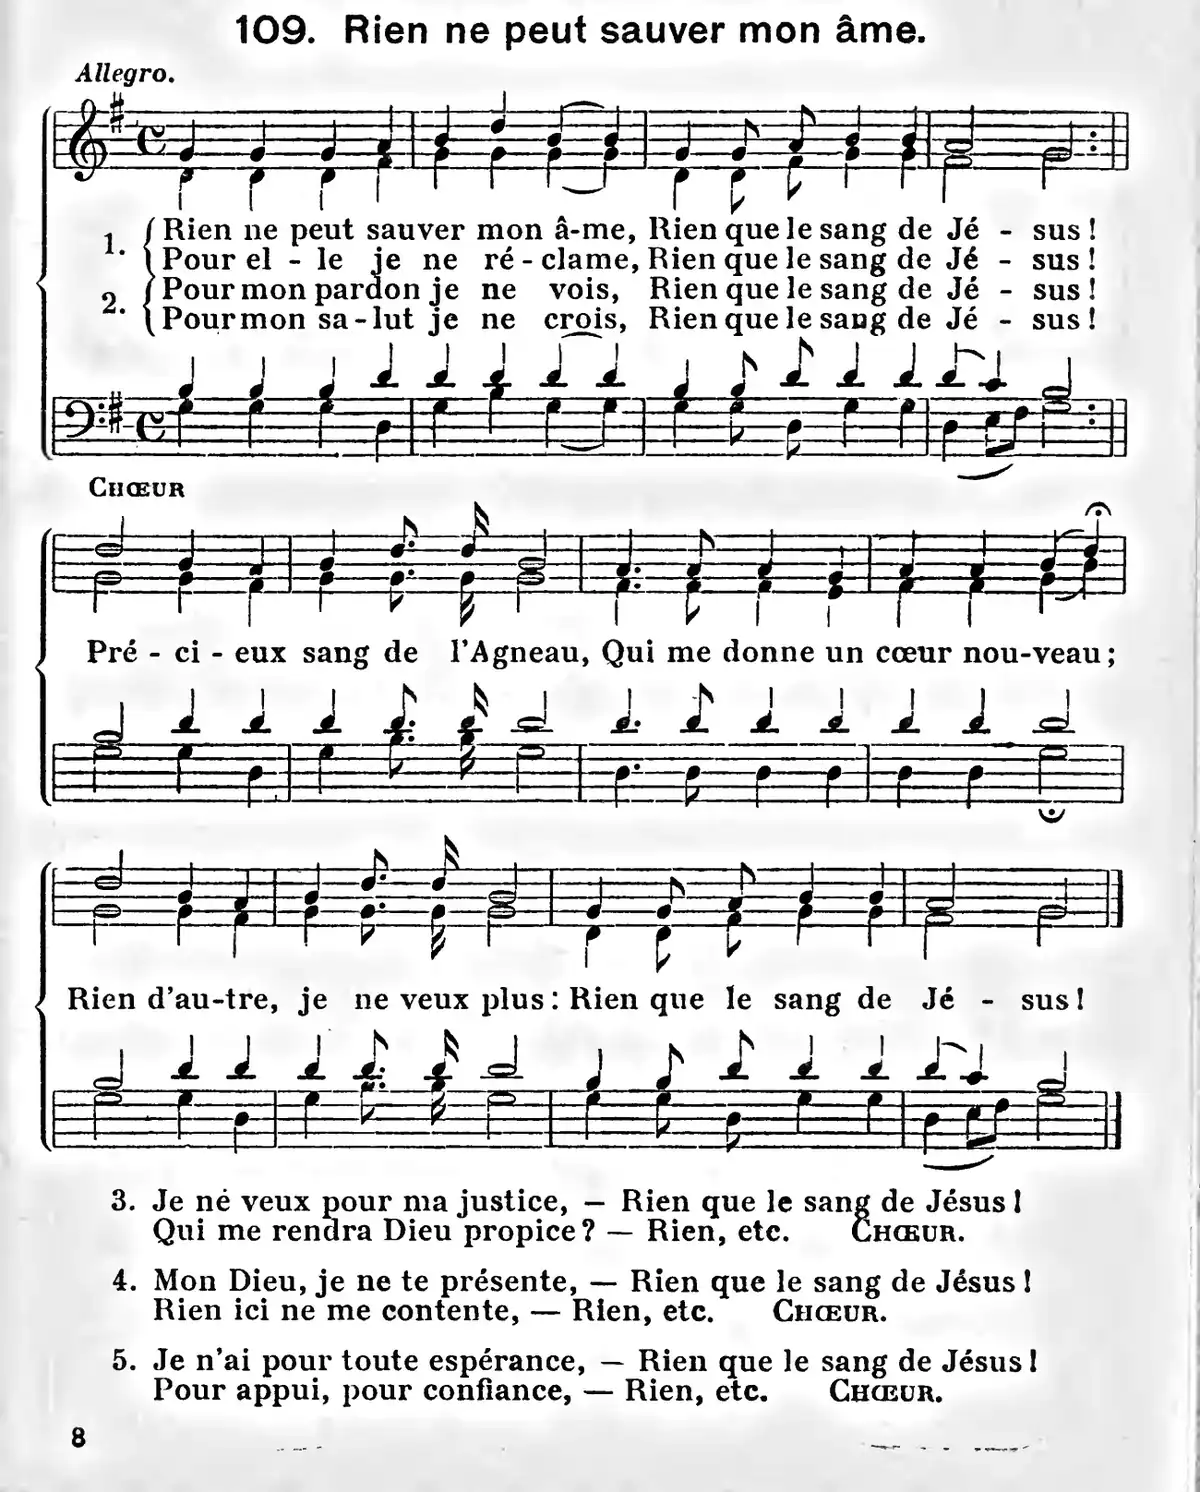 109. Rien ne peut sauver mon âme.
Allegro.
1. Rien ne peut sauver mon â-me, Rien que le sang de Jé - sus !
Pour el - le je ne ré - clame, Rien que le sang de Jé - sus !
2. Pour mon pardon je ne vois, Rien que le sang de Jé - sus !
Pour mon sa - lut je ne crois, Rien que le sang de Jé - sus !
CHŒUR
Pré - ci - eux sang de l'Agneau, Qui me donne un cœur nou-veau ;
Rien d'au-tre, je ne veux plus : Rien que le sang de Jé - sus !
3. Je ne veux pour ma justice, — Rien que le sang de Jésus !
Qui me rendra Dieu propice ? — Rien, etc. CHŒUR.
4. Mon Dieu, je ne te présente, — Rien que le sang de Jésus !
Rien ici ne me contente, — Rien, etc. CHŒUR.
5. Je n'ai pour toute espérance, — Rien que le sang de Jésus !
Pour appui, pour confiance, — Rien, etc. CHŒUR.
8